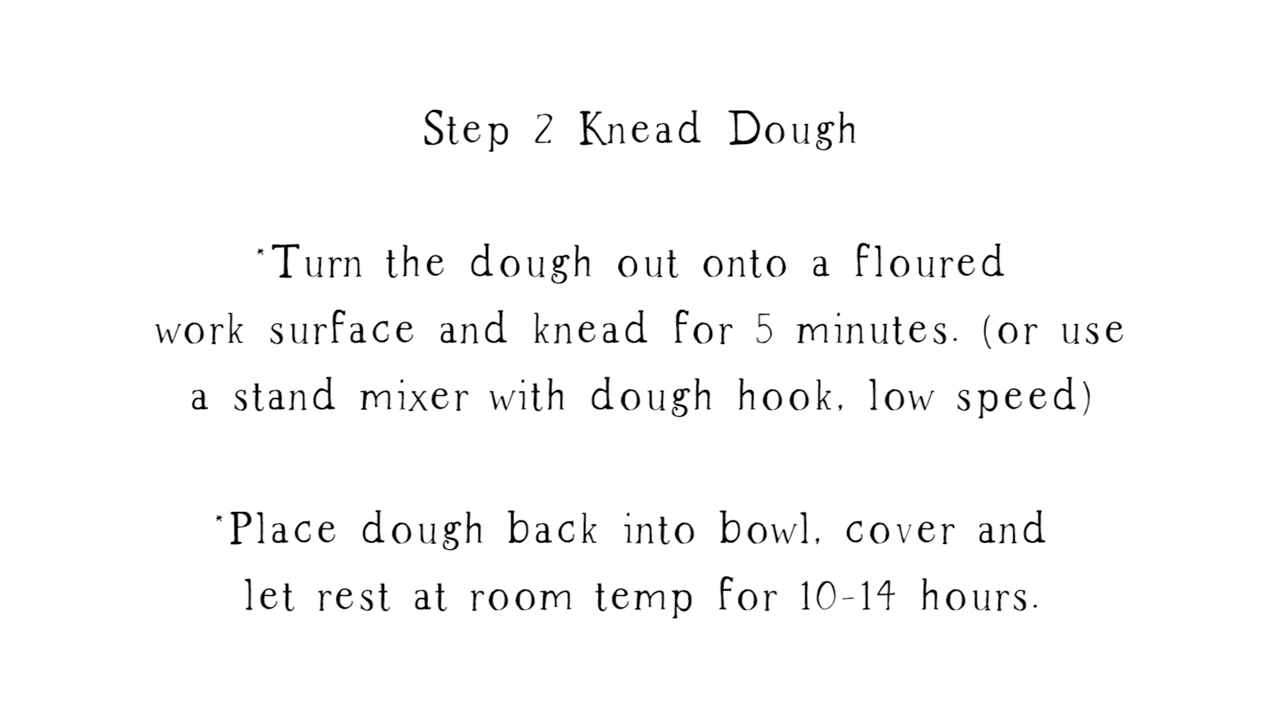 Step 2 Knead Dough
*Turn the dough out onto a floured
work surface and knead for 5 minutes. (or use
a stand mixer with dough hook, low speed)
*Place dough back into bowl, cover and
let rest at room temp for 10-14 hours.